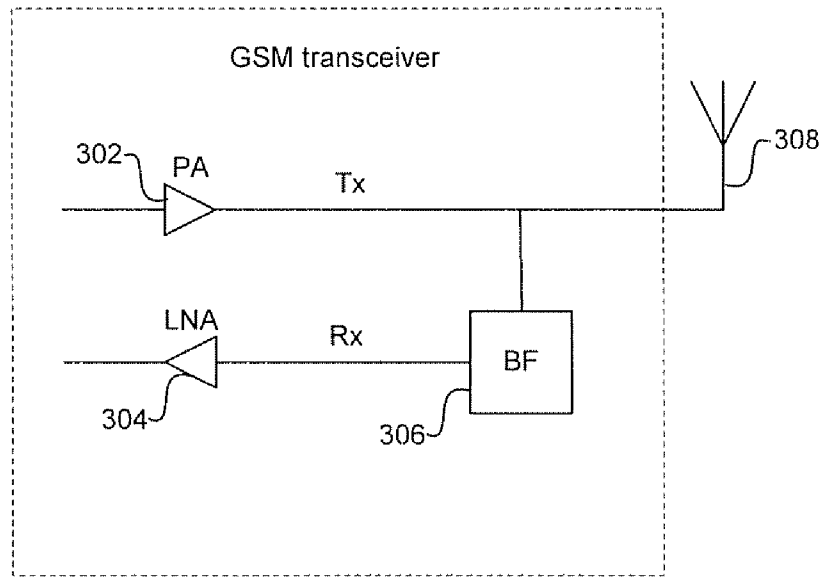 GSM transceiver
302
PA
Tx
308
LNA
Rx
BF
304
306